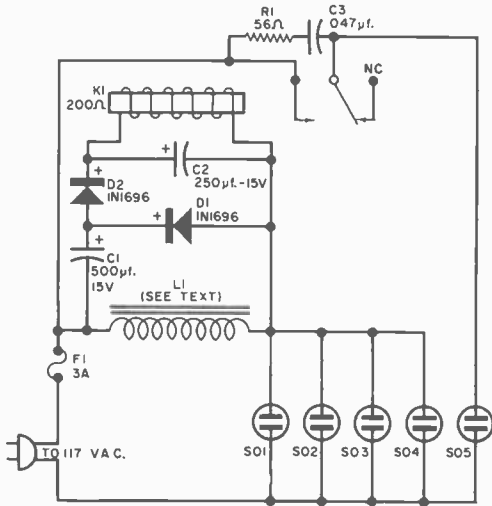 R1
56Ω
C3
.047µf.
NC
K1
200Ω
C2
250µf.-15V
D2
IN1696
D1
IN1696
C1
500µf.
15V
L1
(SEE TEXT)
F1
3A
TO 117 V A C.
SO1
SO2
SO3
SO4
SO5